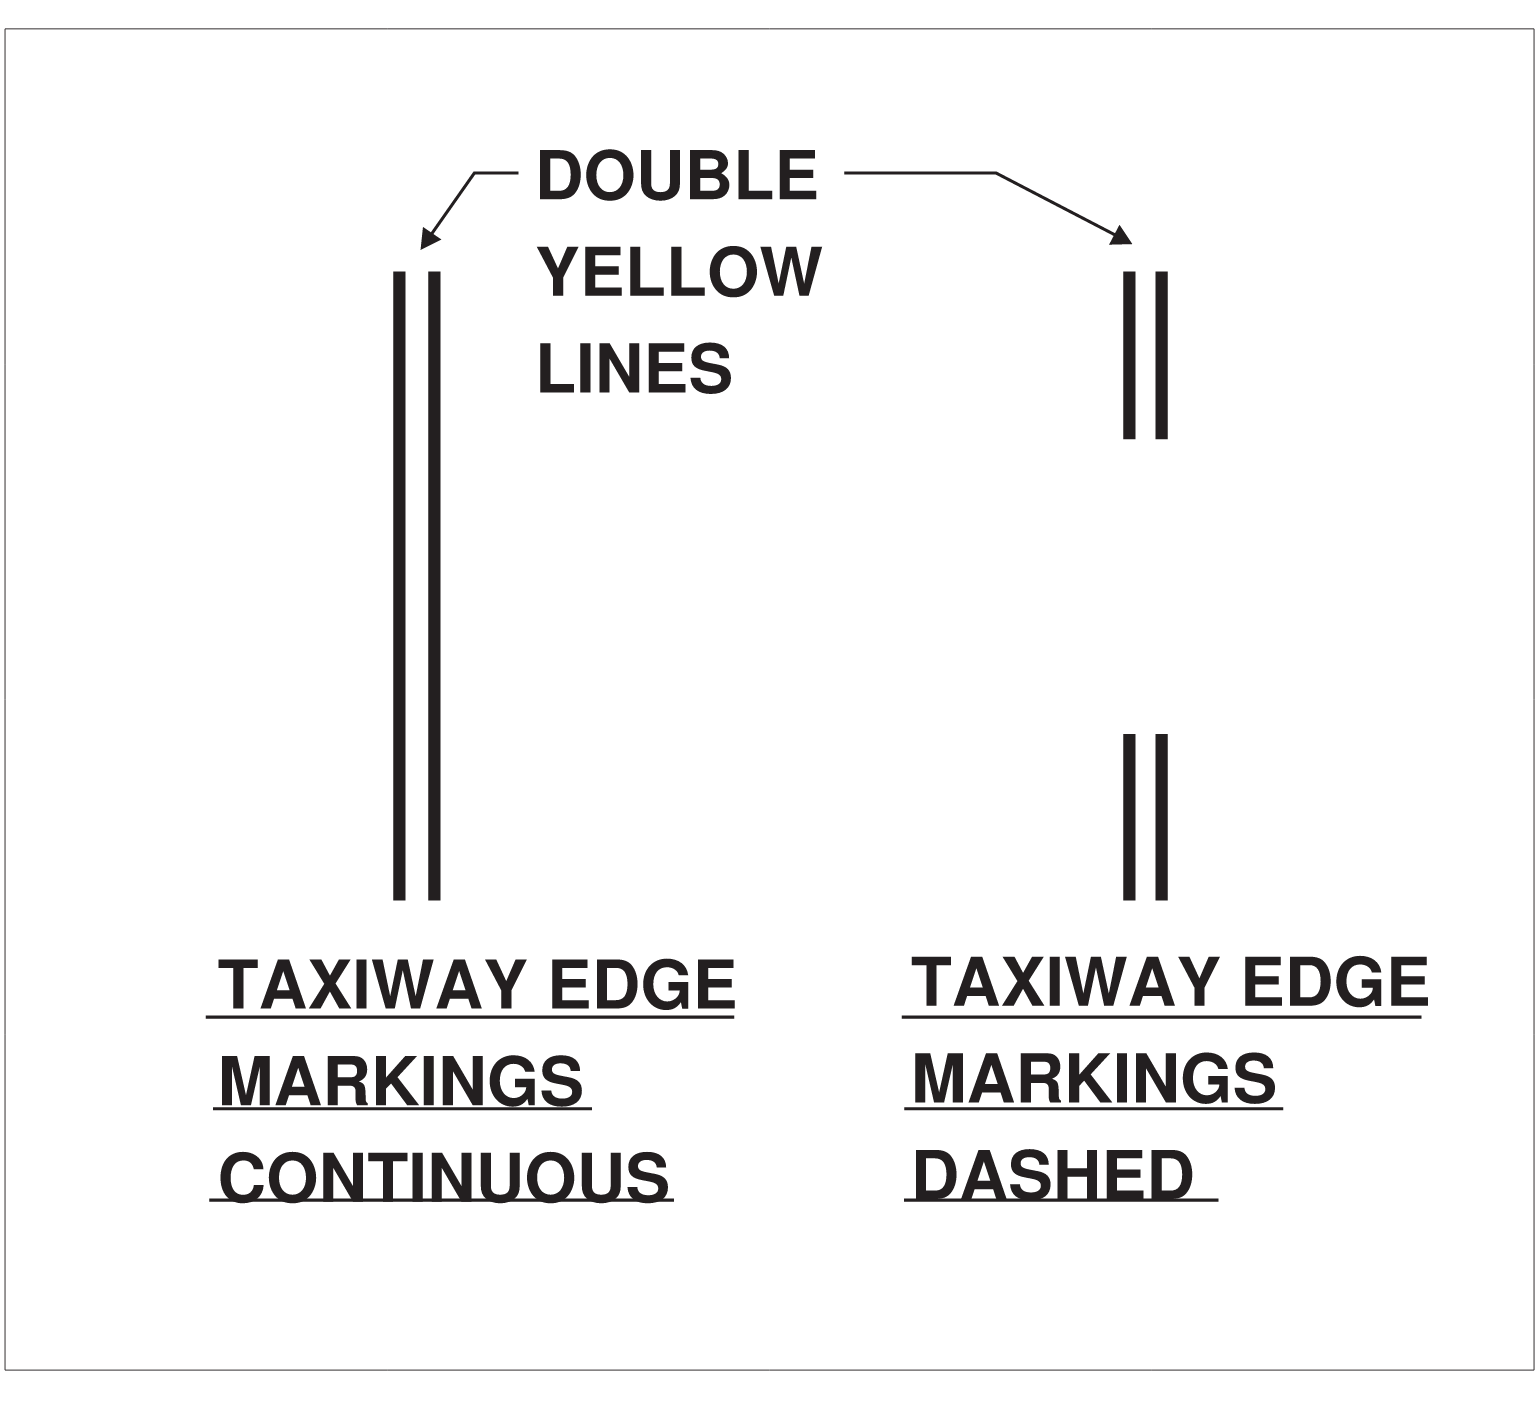 DOUBLE
YELLOW
LINES
TAXIWAY EDGE
MARKINGS
CONTINUOUS
TAXIWAY EDGE
MARKINGS
DASHED